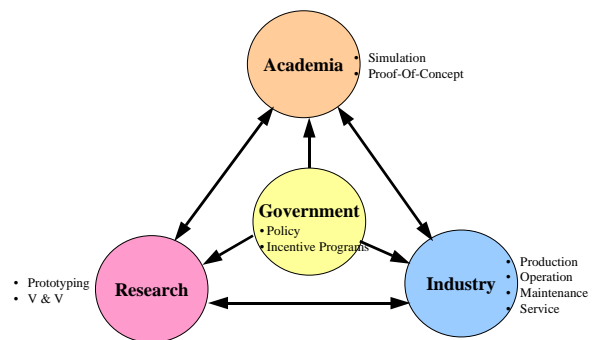 Academia
• Simulation
• Proof-Of-Concept
Government
• Policy
• Incentive Programs
Research
• Prototyping
• V & V
Industry
• Production
• Operation
• Maintenance
• Service